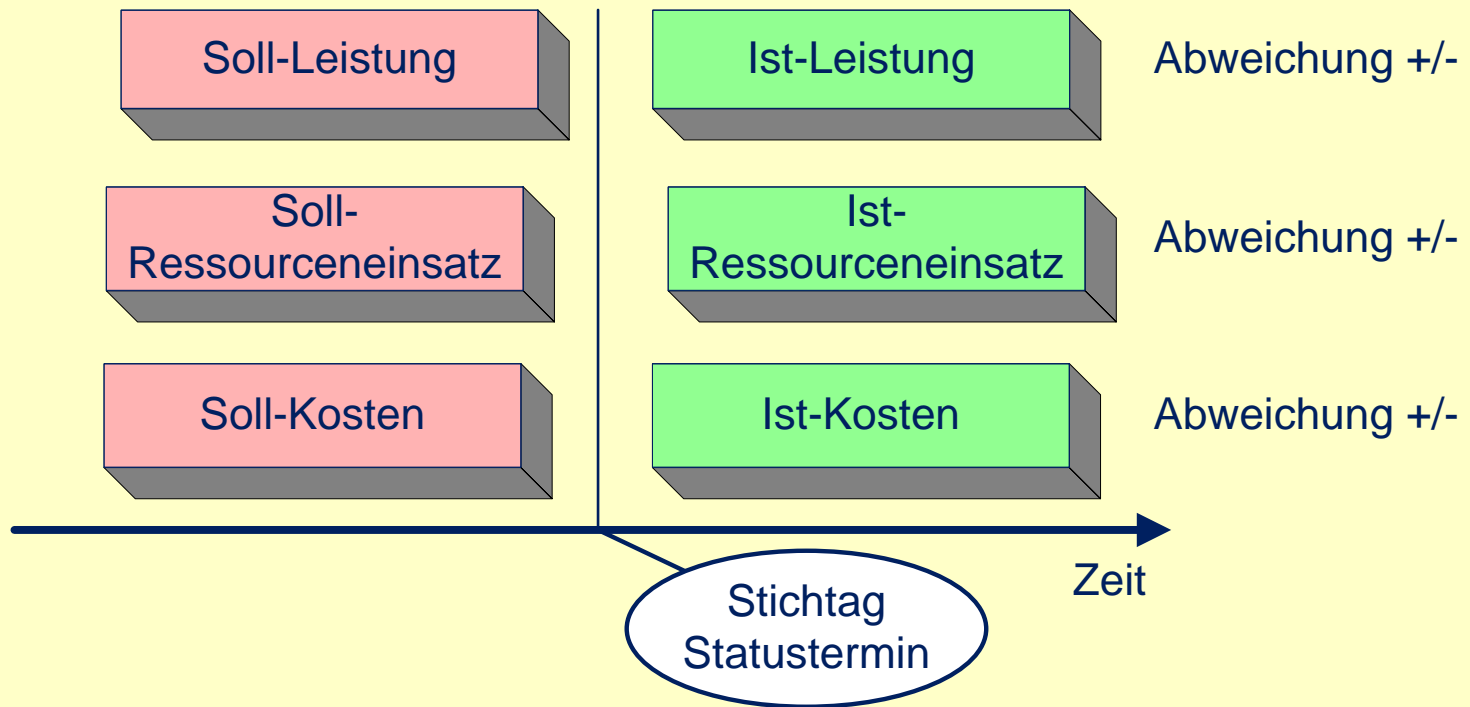 Soll-Leistung
Ist-Leistung
Abweichung +/-
Soll-
Ressourceneinsatz
Ist-
Ressourceneinsatz
Abweichung +/-
Soll-Kosten
Ist-Kosten
Abweichung +/-
Zeit
Stichtag
Statustermin